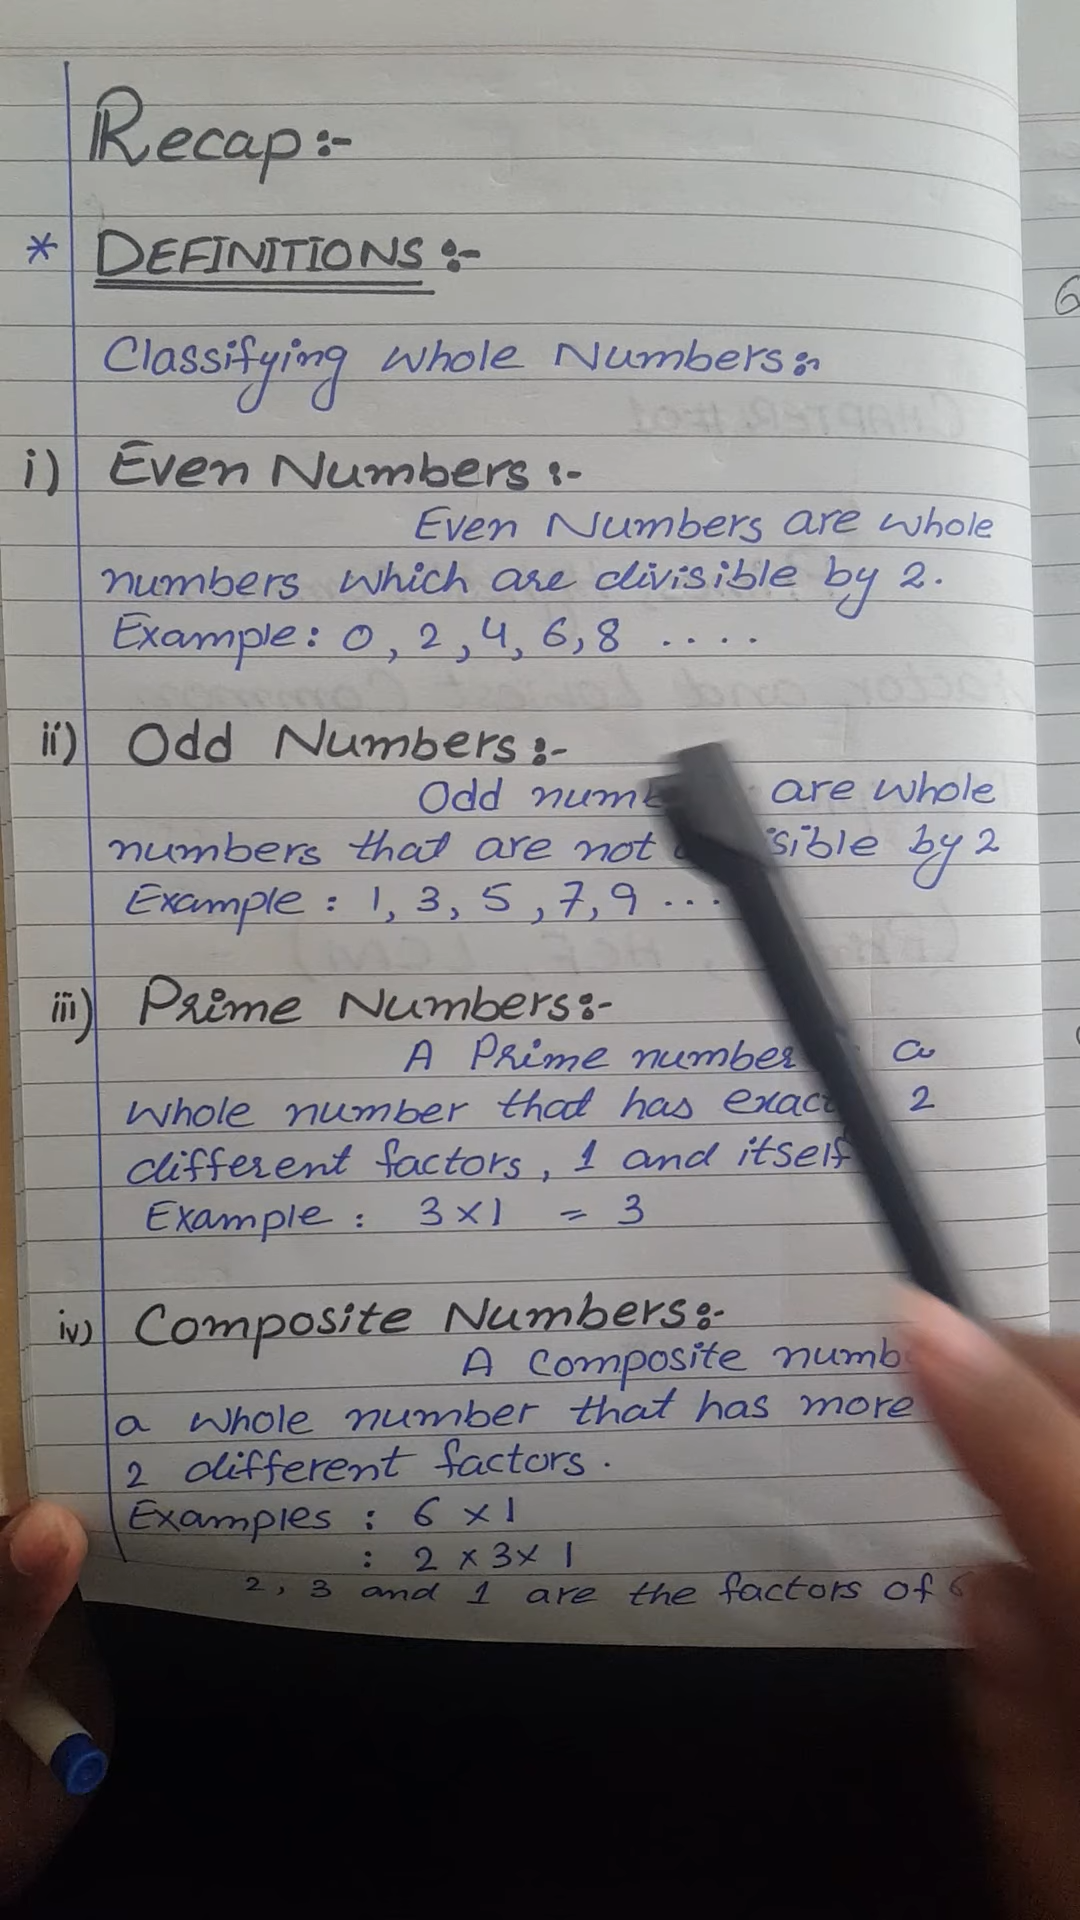 Recap:-
* DEFINITIONS :-
Classifying Whole Numbers:-
i) Even Numbers :-
Even Numbers are whole
numbers which are divisible by 2.
Example: 0, 2, 4, 6, 8 ....
ii) Odd Numbers:-
Odd are whole
numbers that are not by 2
Example : 1, 3, 5, 7, 9 ...
iii) Prime Numbers:-
A Prime number a
Whole number that has 2
different factors, 1 and itself
Example : 3 x 1 = 3
iv) Composite Numbers:-
A Composite
a whole number that has more
2 different factors.
Examples : 6 x 1
: 2 x 3 x 1
2, 3 and 1 are the factors of 6